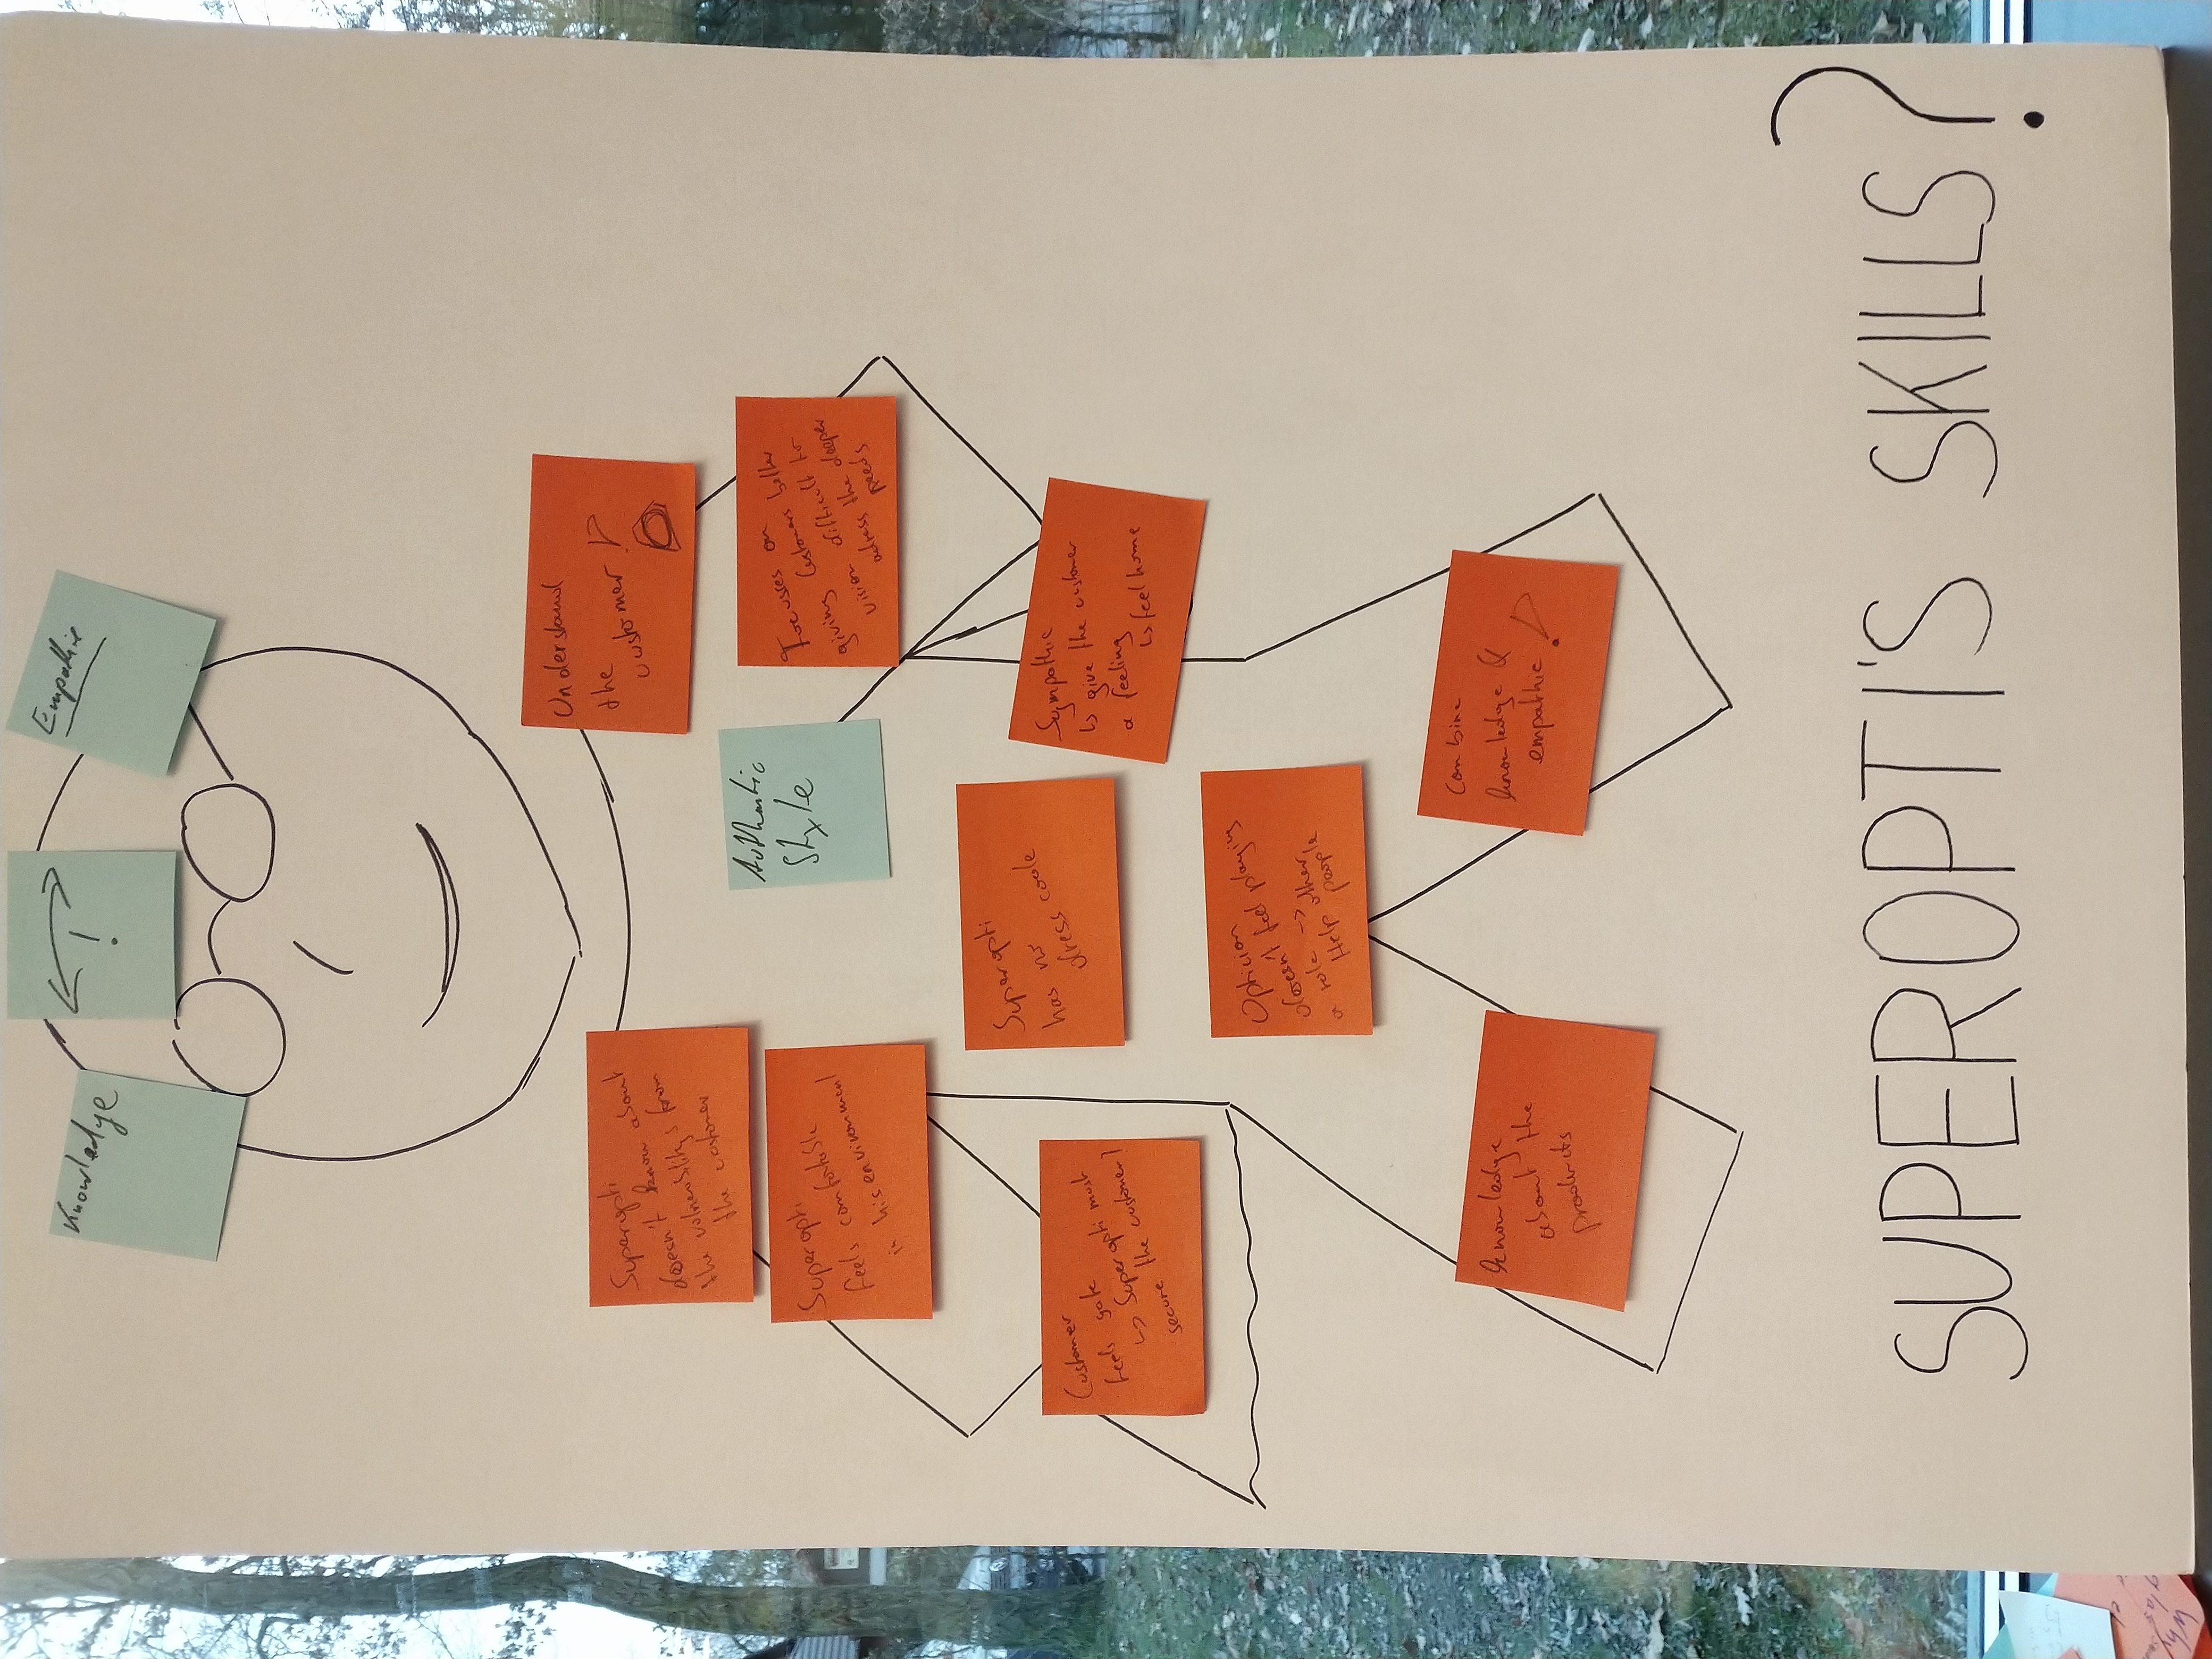 Knowledge
!
Empathie
Understand
the
customer !
Superopti
doesn't know about
the vulnerability's from
the customer
Authentic
Style
Focusses on
giving Customers better
vision difficult to
adress the deeper
needs
Superopti
feels comfortable
in his environment
Superopti
has no
dress code
Sympathic
↳ give the customer
a feeling
↳ feel home
Customer
feels
↳ Superopti must
secure the customer!
Optician
doesn't feel playing
a role →
Help other
people
knowledge
about the
products
Combine
knowledge &
empathic !
SUPEROPTI'S SKILLS?
Why